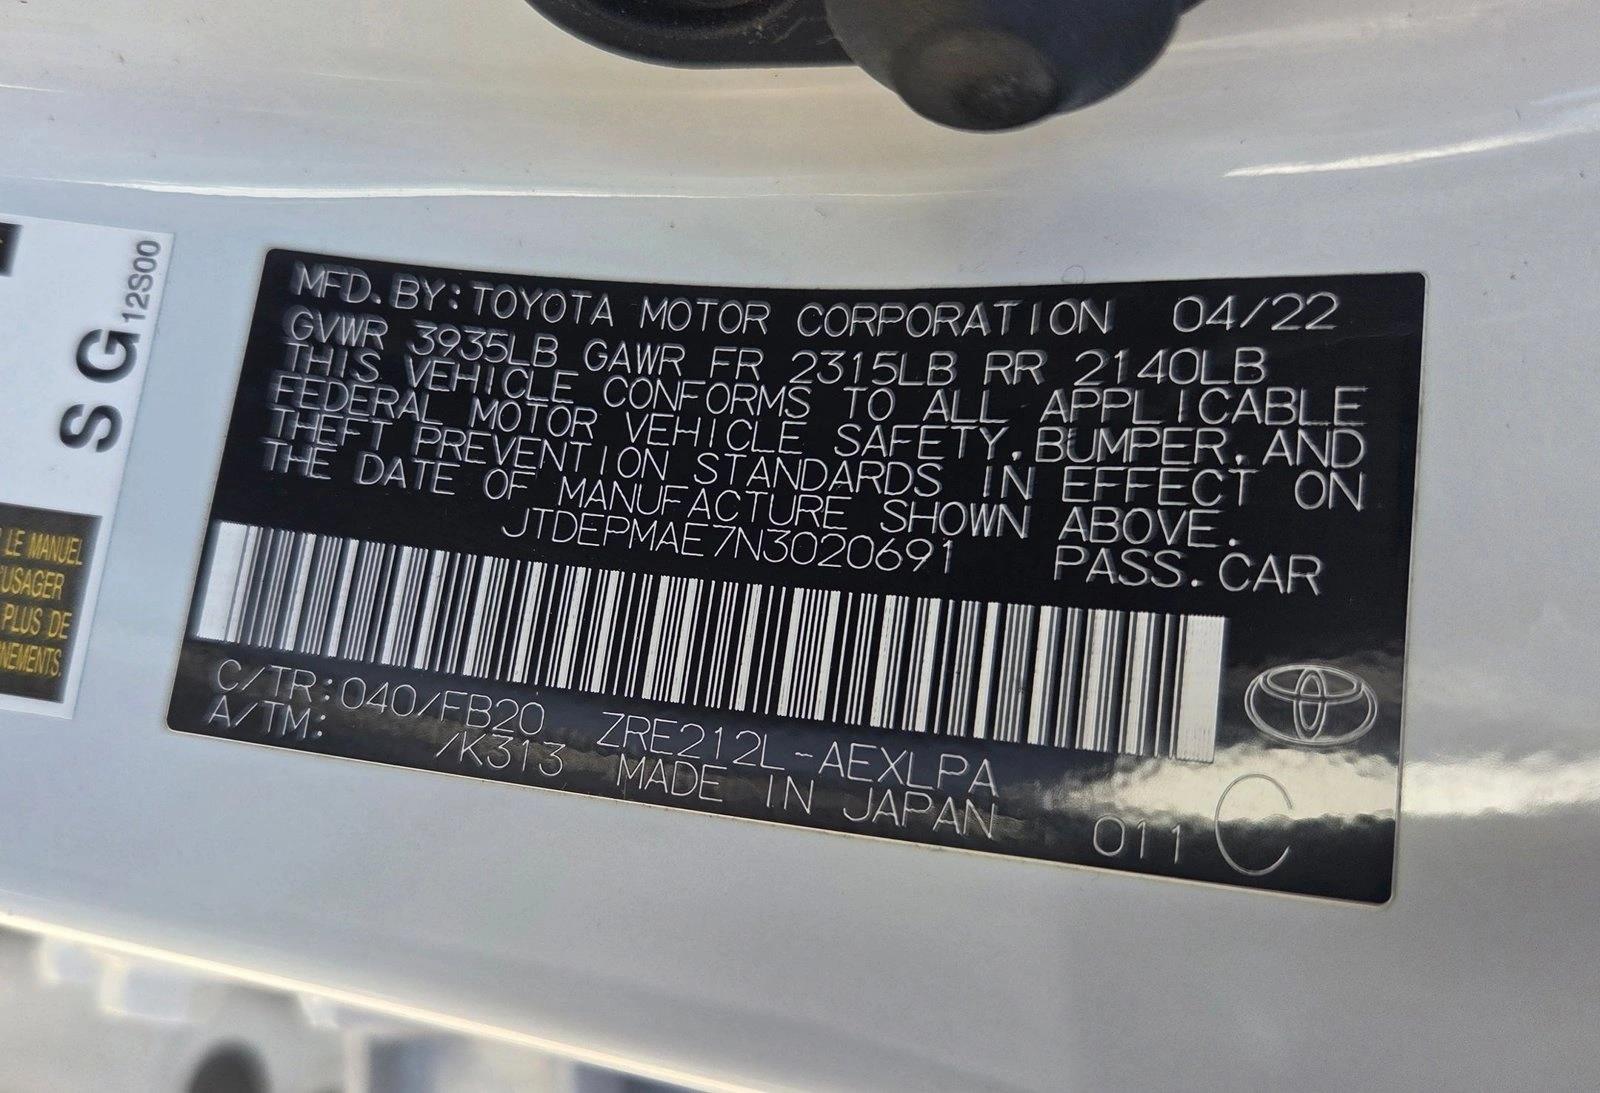 MFD.BY:TOYOTA MOTOR CORPORATION 04/22
GVWR 3935LB GAWR FR 2315LB RR 2140LB
THIS VEHICLE CONFORMS TO ALL APPLICABLE
FEDERAL MOTOR VEHICLE SAFETY,BUMPER,AND
THEFT PREVENTION STANDARDS IN EFFECT ON
THE DATE OF MANUFACTURE SHOWN ABOVE.
JTDEPMAE7N3020691 PASS.CAR
C/TR:040/FB20 ZRE212L-AEXLPA
A/TM: /K313 MADE IN JAPAN 011 C
SG12S00
LE MANUEL
'USAGER
PLUS DE
NEMENTS.